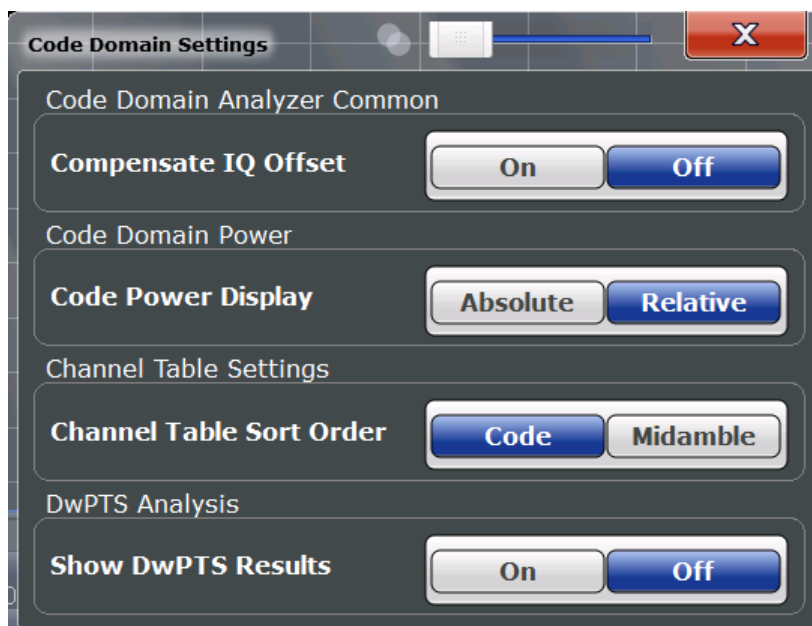 Code Domain Settings
X
Code Domain Analyzer Common
Compensate IQ Offset On Off
Code Domain Power
Code Power Display Absolute Relative
Channel Table Settings
Channel Table Sort Order Code Midamble
DwPTS Analysis
Show DwPTS Results On Off